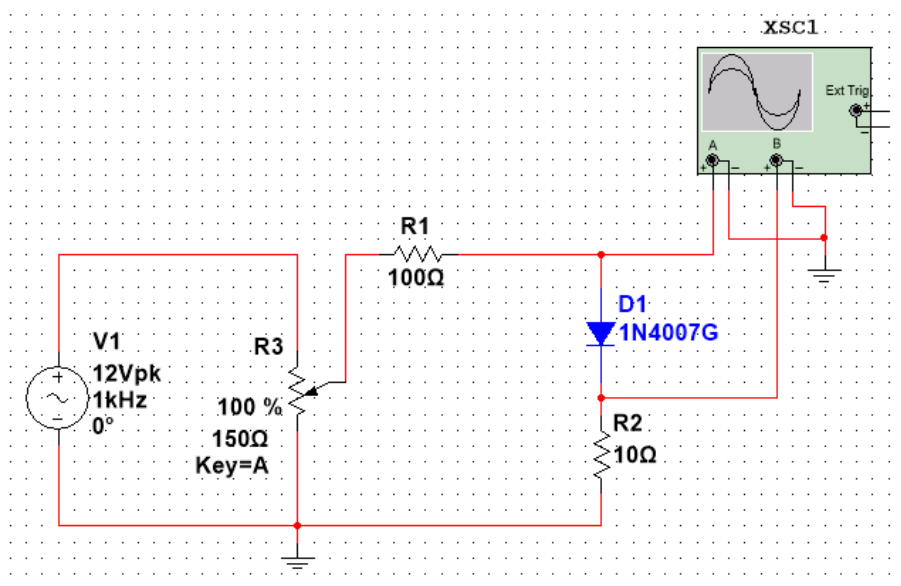 XSC1
Ext Trig
+
−
A
B
+ − + −
R1
100Ω
D1
1N4007G
V1
12Vpk
1kHz
0°
+
−
R3
100 %
150Ω
Key=A
R2
10Ω